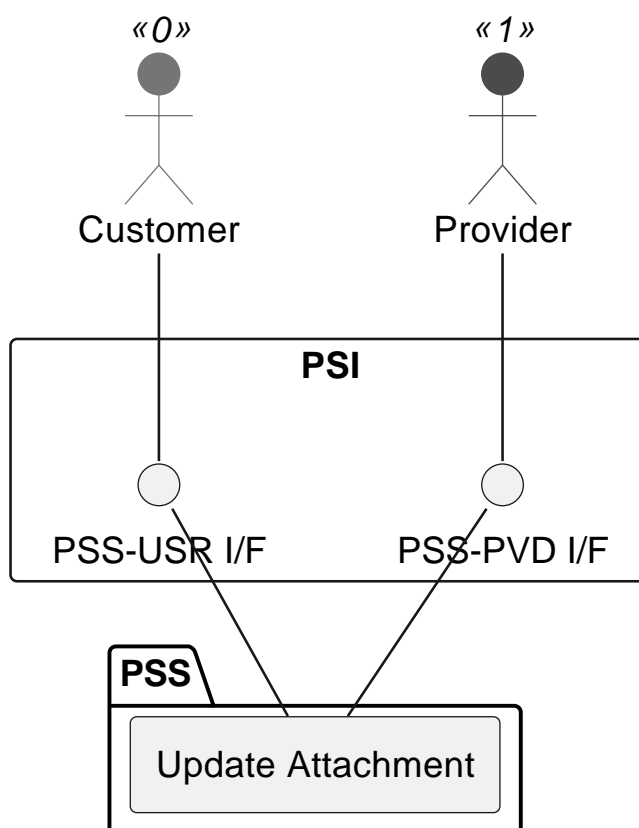 «0» «1»
Customer Provider
PSI
PSS-USR I/F PSS-PVD I/F
PSS
Update Attachment